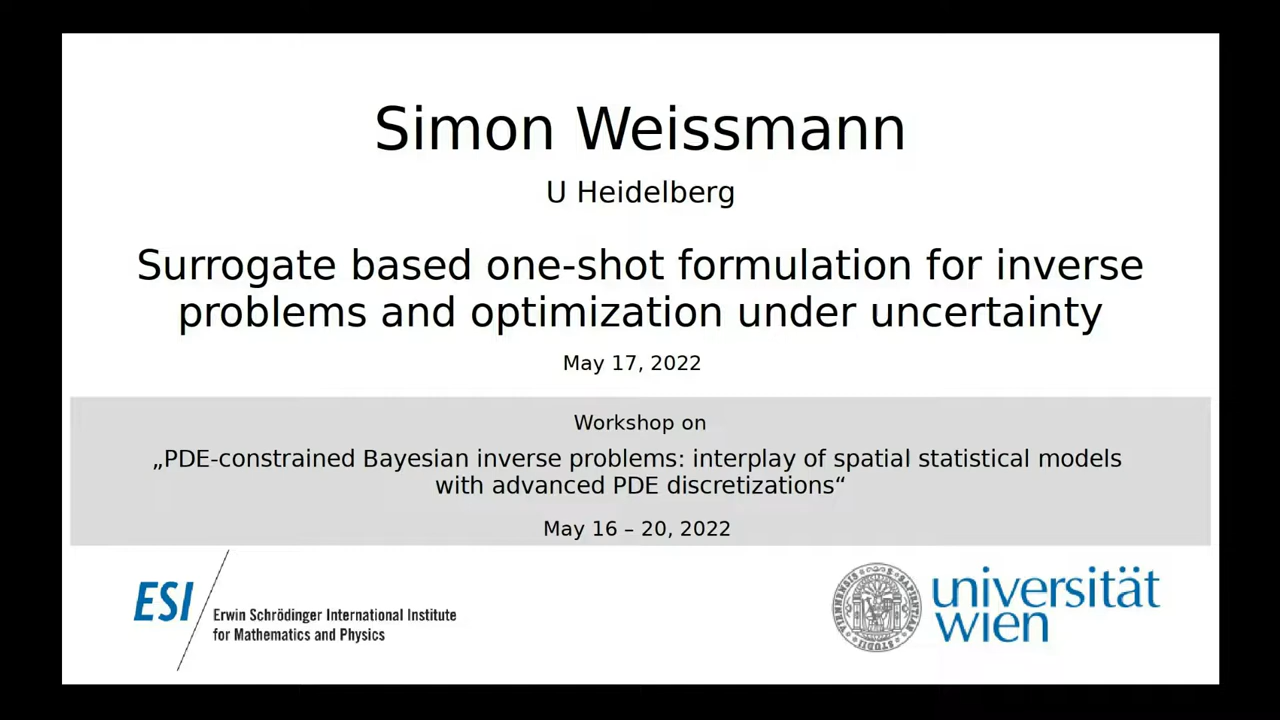 Simon Weissmann
U Heidelberg
Surrogate based one-shot formulation for inverse
problems and optimization under uncertainty
May 17, 2022
Workshop on
„PDE-constrained Bayesian inverse problems: interplay of spatial statistical models
with advanced PDE discretizations“
May 16 – 20, 2022
ESI
Erwin Schrödinger International Institute
for Mathematics and Physics
universität
wien